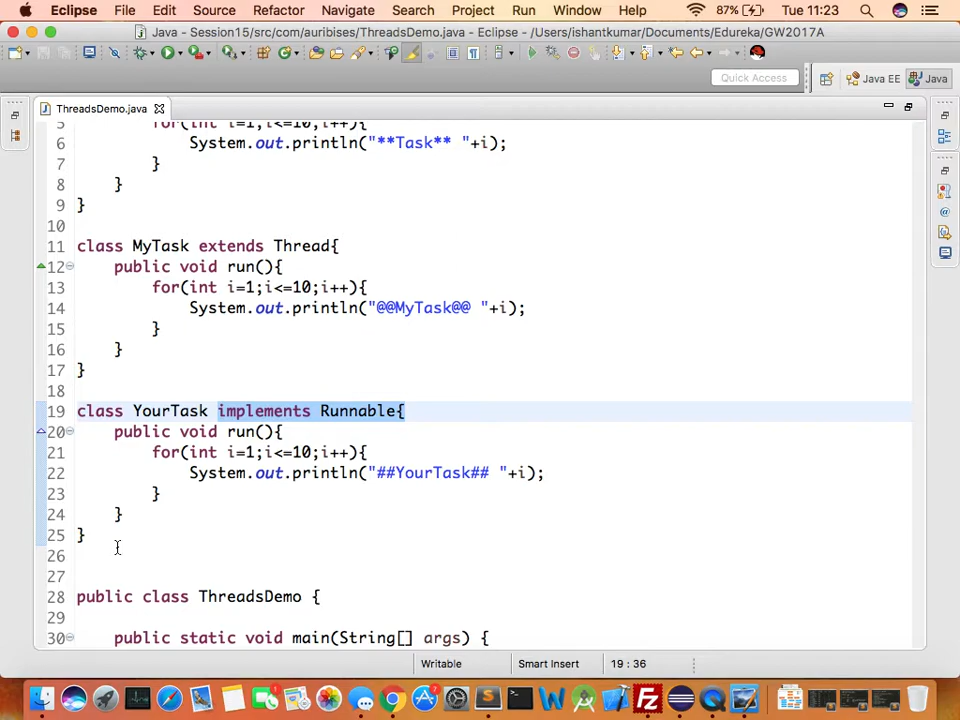 Eclipse File Edit Source Refactor Navigate Search Project Run Window Help 87% Tue 11:23
Java - Session15/src/com/auribises/ThreadsDemo.java - Eclipse - /Users/ishantkumar/Documents/Edureka/GW2017A
Quick Access Java EE Java
ThreadsDemo.java
5 for(int i=1;i<=10;i++){
6 System.out.println("**Task** "+i);
7 }
8 }
9 }
10
11 class MyTask extends Thread{
12 public void run(){
13 for(int i=1;i<=10;i++){
14 System.out.println("@@MyTask@@ "+i);
15 }
16 }
17 }
18
19 class YourTask implements Runnable{
20 public void run(){
21 for(int i=1;i<=10;i++){
22 System.out.println("##YourTask## "+i);
23 }
24 }
25 }
26
27
28 public class ThreadsDemo {
29
30 public static void main(String[] args) {
Writable Smart Insert 19 : 36